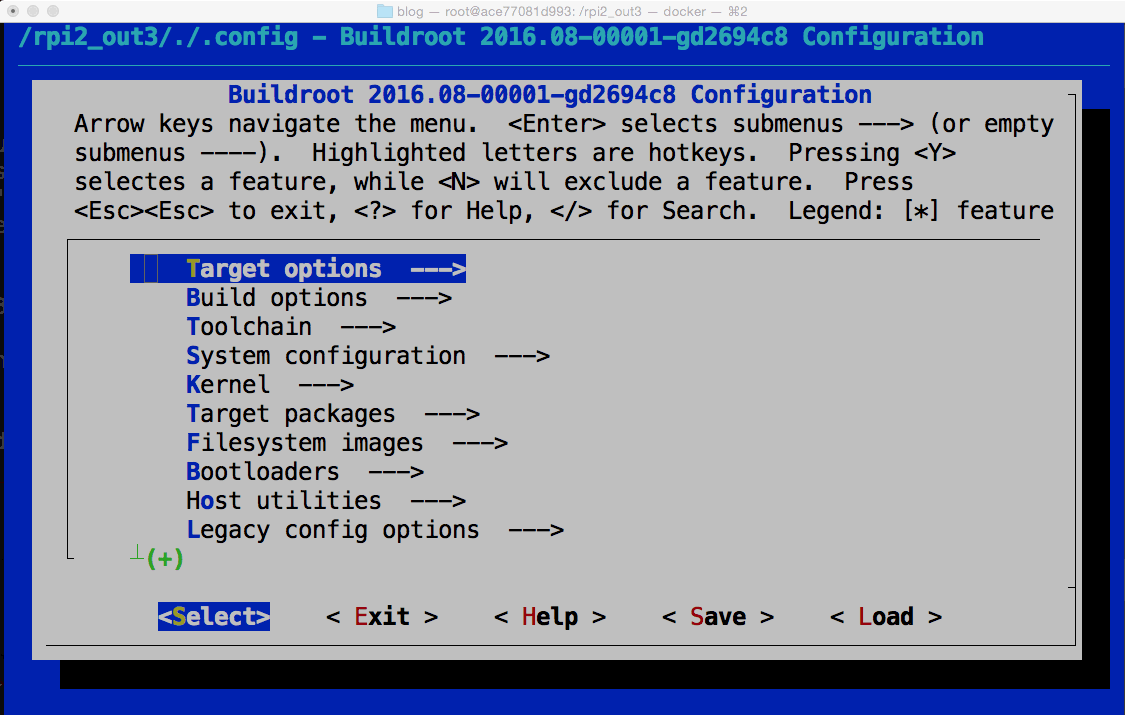 blog — root@ace77081d993: /rpi2_out3 — docker — ⌘2
/rpi2_out3/./.config - Buildroot 2016.08-00001-gd2694c8 Configuration
Buildroot 2016.08-00001-gd2694c8 Configuration
Arrow keys navigate the menu.  <Enter> selects submenus ---> (or empty
submenus ----).  Highlighted letters are hotkeys.  Pressing <Y>
selectes a feature, while <N> will exclude a feature.  Press
<Esc><Esc> to exit, <?> for Help, </> for Search.  Legend: [*] feature
Target options  --->
Build options  --->
Toolchain  --->
System configuration  --->
Kernel  --->
Target packages  --->
Filesystem images  --->
Bootloaders  --->
Host utilities  --->
Legacy config options  --->
(+)
<Select>    < Exit >    < Help >    < Save >    < Load >